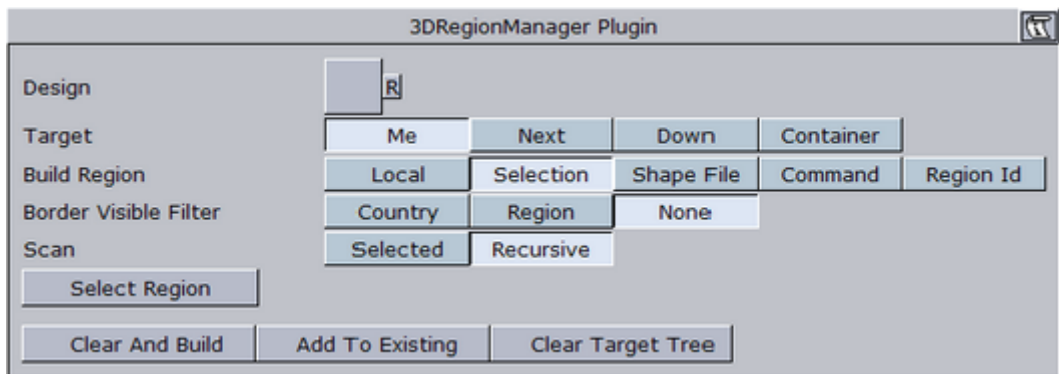 3DRegionManager Plugin
Design R
Target Me Next Down Container
Build Region Local Selection Shape File Command Region Id
Border Visible Filter Country Region None
Scan Selected Recursive
Select Region
Clear And Build Add To Existing Clear Target Tree